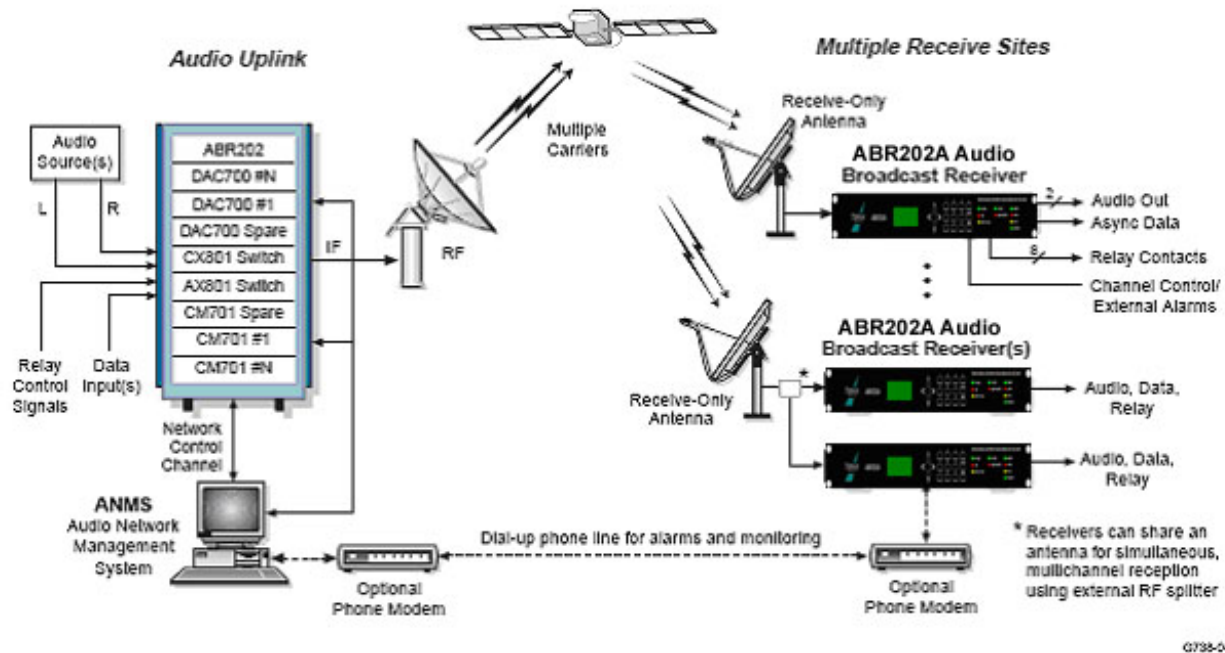 Audio Uplink
Multiple Receive Sites
Audio
Source(s)
L
R
ABR202
DAC700 #N
DAC700 #1
DAC700 Spare
CX801 Switch
AX801 Switch
CM701 Spare
CM701 #1
CM701 #N
IF
RF
Multiple
Carriers
Relay
Control
Signals
Data
Input(s)
Network
Control
Channel
ANMS
Audio Network
Management
System
Optional
Phone Modem
Dial-up phone line for alarms and monitoring
Receive-Only
Antenna
ABR202A Audio
Broadcast Receiver
2
Audio Out
Async Data
8
Relay Contacts
Channel Control/
External Alarms
Receive-Only
Antenna
ABR202A Audio
Broadcast Receiver(s)
*
Audio, Data,
Relay
Audio, Data,
Relay
Optional
Phone Modem
* Receivers can share an
antenna for simultaneous,
multichannel reception
using external RF splitter